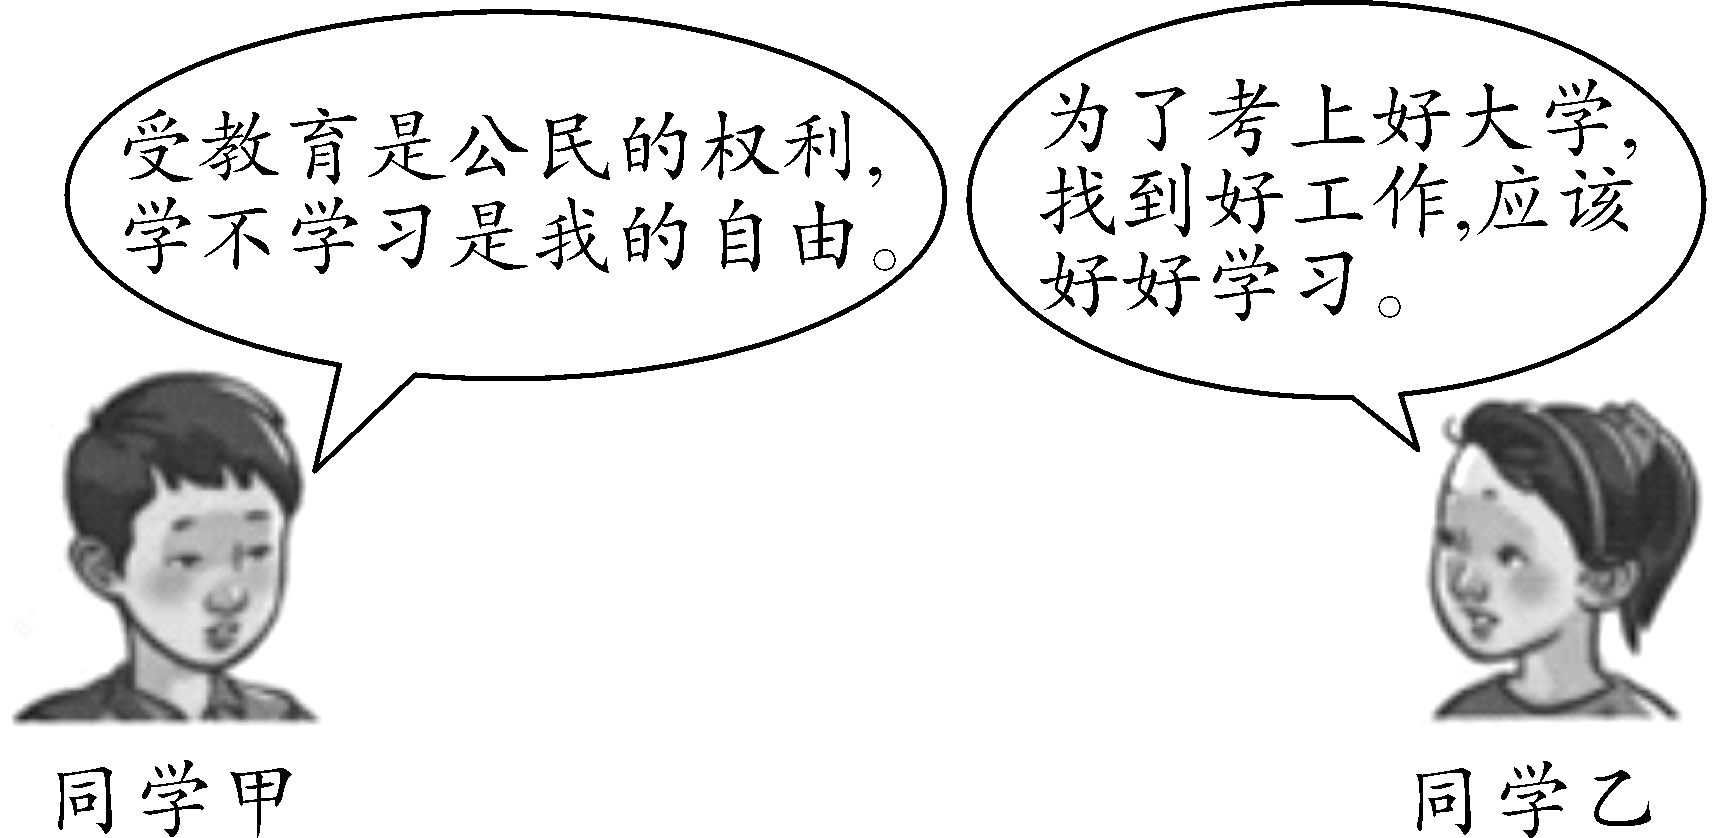 受教育是公民的权利,
学不学习是我的自由。
为了考上好大学,
找到好工作,应该
好好学习。
同学甲
同学乙